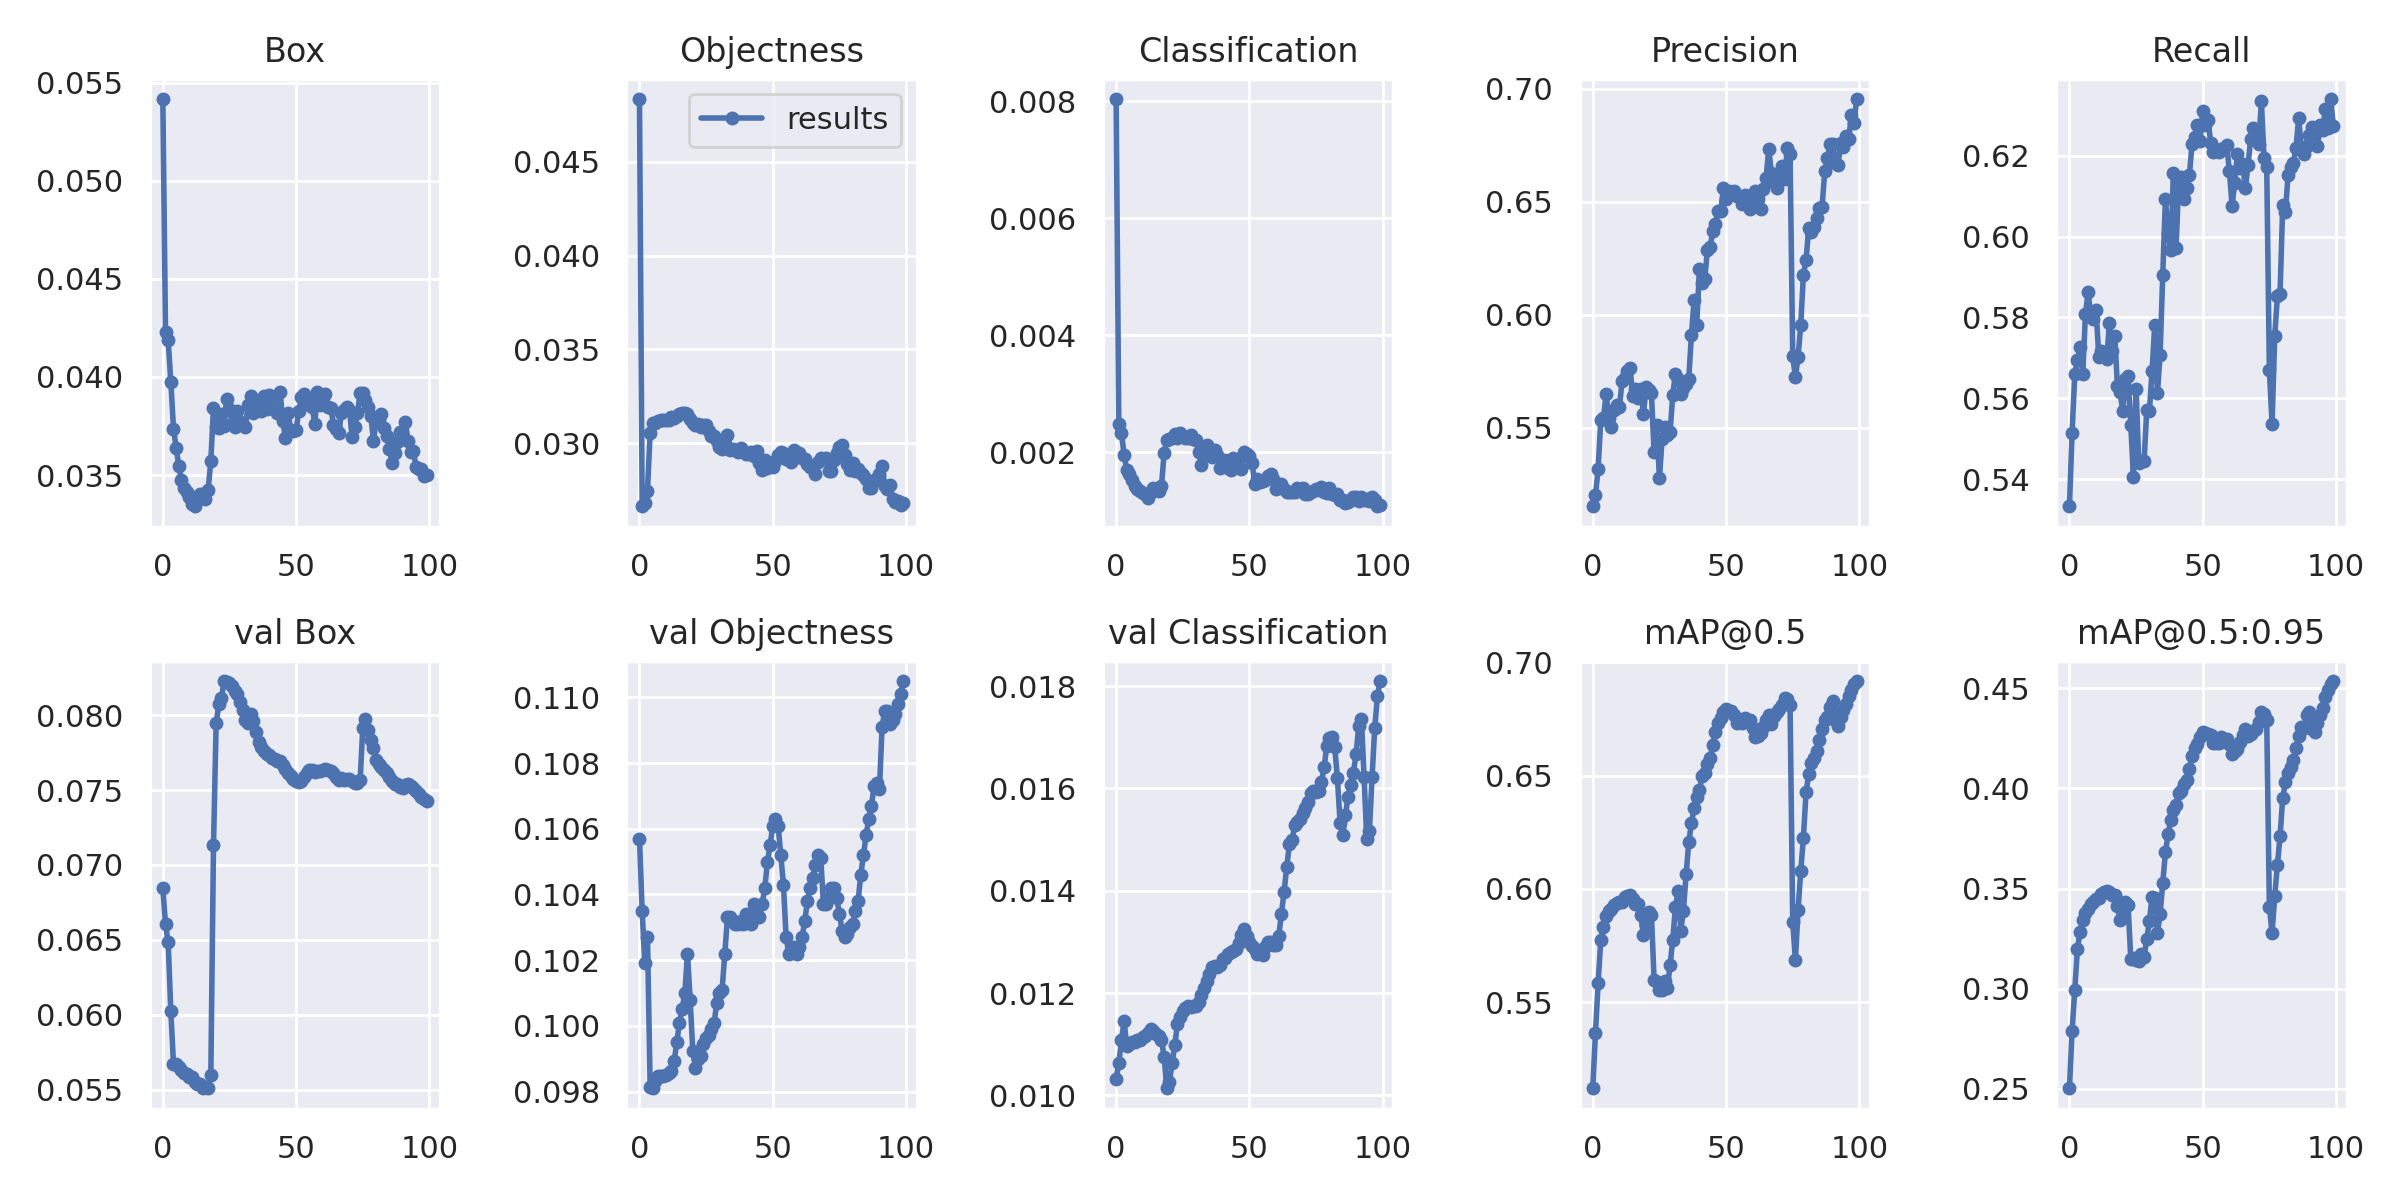 Box
Objectness
Classification
Precision
Recall
results
0.055
0.050
0.045
0.040
0.035
0 50 100
0.045
0.040
0.035
0.030
0 50 100
0.008
0.006
0.004
0.002
0 50 100
0.70
0.65
0.60
0.55
0 50 100
0.62
0.60
0.58
0.56
0.54
0 50 100
val Box
val Objectness
val Classification
mAP@0.5
mAP@0.5:0.95
0.080
0.075
0.070
0.065
0.060
0.055
0 50 100
0.110
0.108
0.106
0.104
0.102
0.100
0.098
0 50 100
0.018
0.016
0.014
0.012
0.010
0 50 100
0.70
0.65
0.60
0.55
0 50 100
0.45
0.40
0.35
0.30
0.25
0 50 100